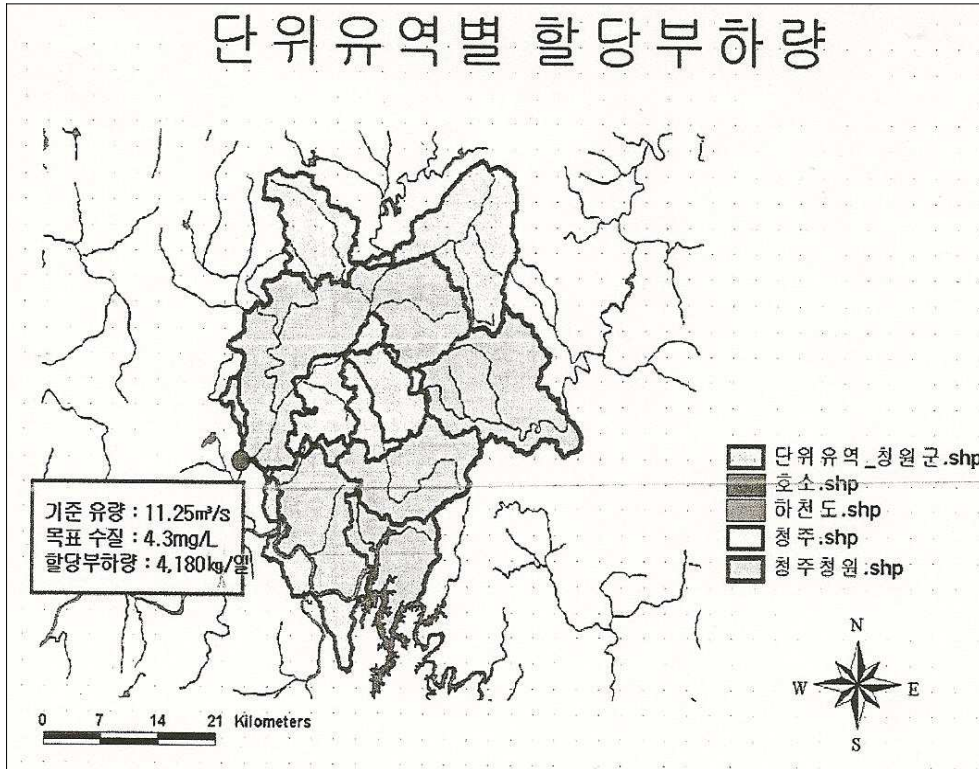 단위유역별 할당부하량
기준 유량 : 11.25㎥/s
목표 수질 : 4.3mg/L
할당부하량 : 4,180kg/일
단위유역_청원군.shp
호소.shp
하천도.shp
청주.shp
청주청원.shp
N
W E
S
0 7 14 21 Kilometers